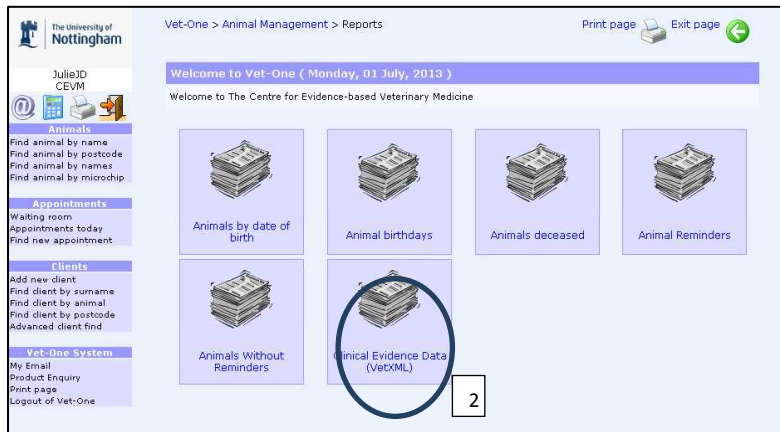 The University of
Nottingham
JulieJD
CEVM
Animals
Find animal by name
Find animal by postcode
Find animal by names
Find animal by microchip
Appointments
Waiting room
Appointments today
Find new appointment
Clients
Add new client
Find client by surname
Find client by animal
Find client by postcode
Advanced client find
Vet-One System
My Email
Product Enquiry
Print page
Logout of Vet-One
Vet-One > Animal Management > Reports
Print page
Exit page
Welcome to Vet-One ( Monday, 01 July, 2013 )
Welcome to The Centre for Evidence-based Veterinary Medicine
Animals by date of
birth
Animal birthdays
Animals deceased
Animal Reminders
Animals Without
Reminders
Clinical Evidence Data
(VetXML)
2